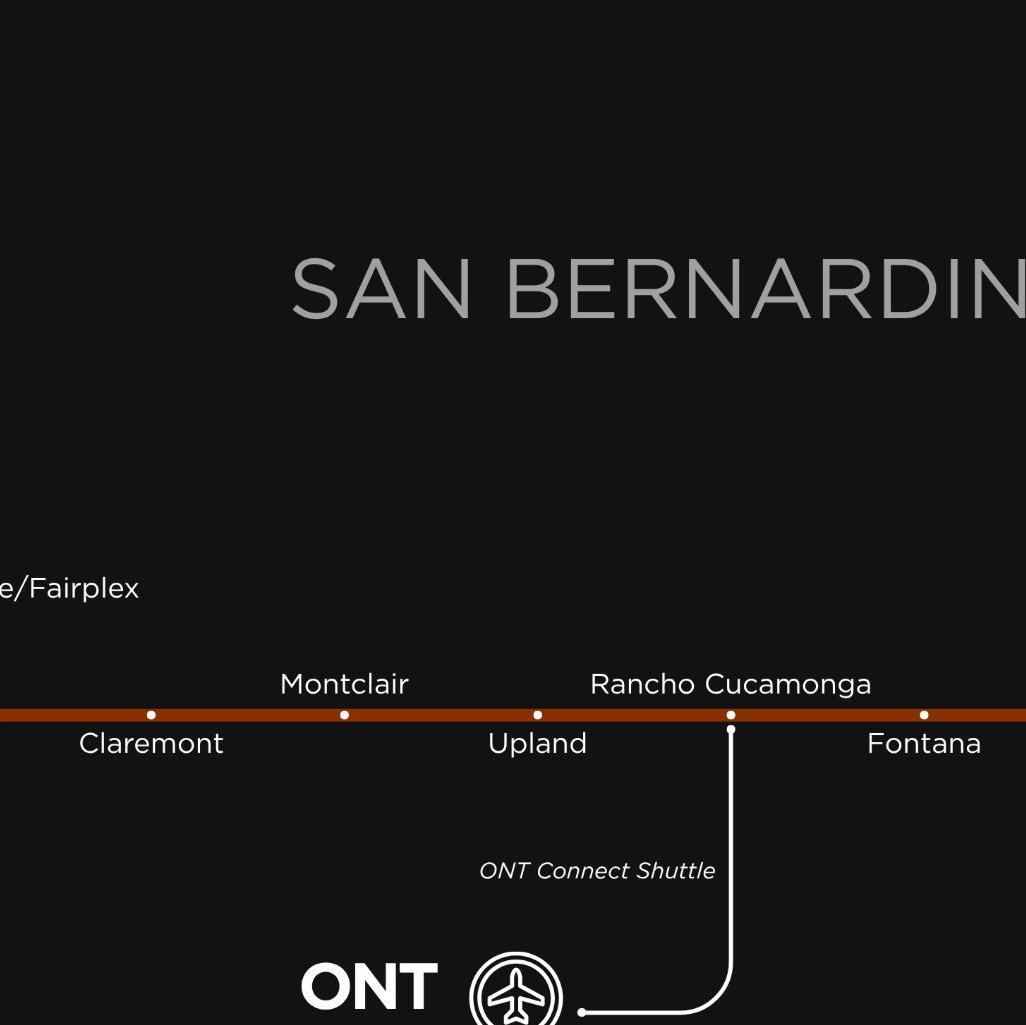 SAN BERNARDIN
e/Fairplex
Montclair
Rancho Cucamonga
Claremont
Upland
Fontana
ONT Connect Shuttle
ONT